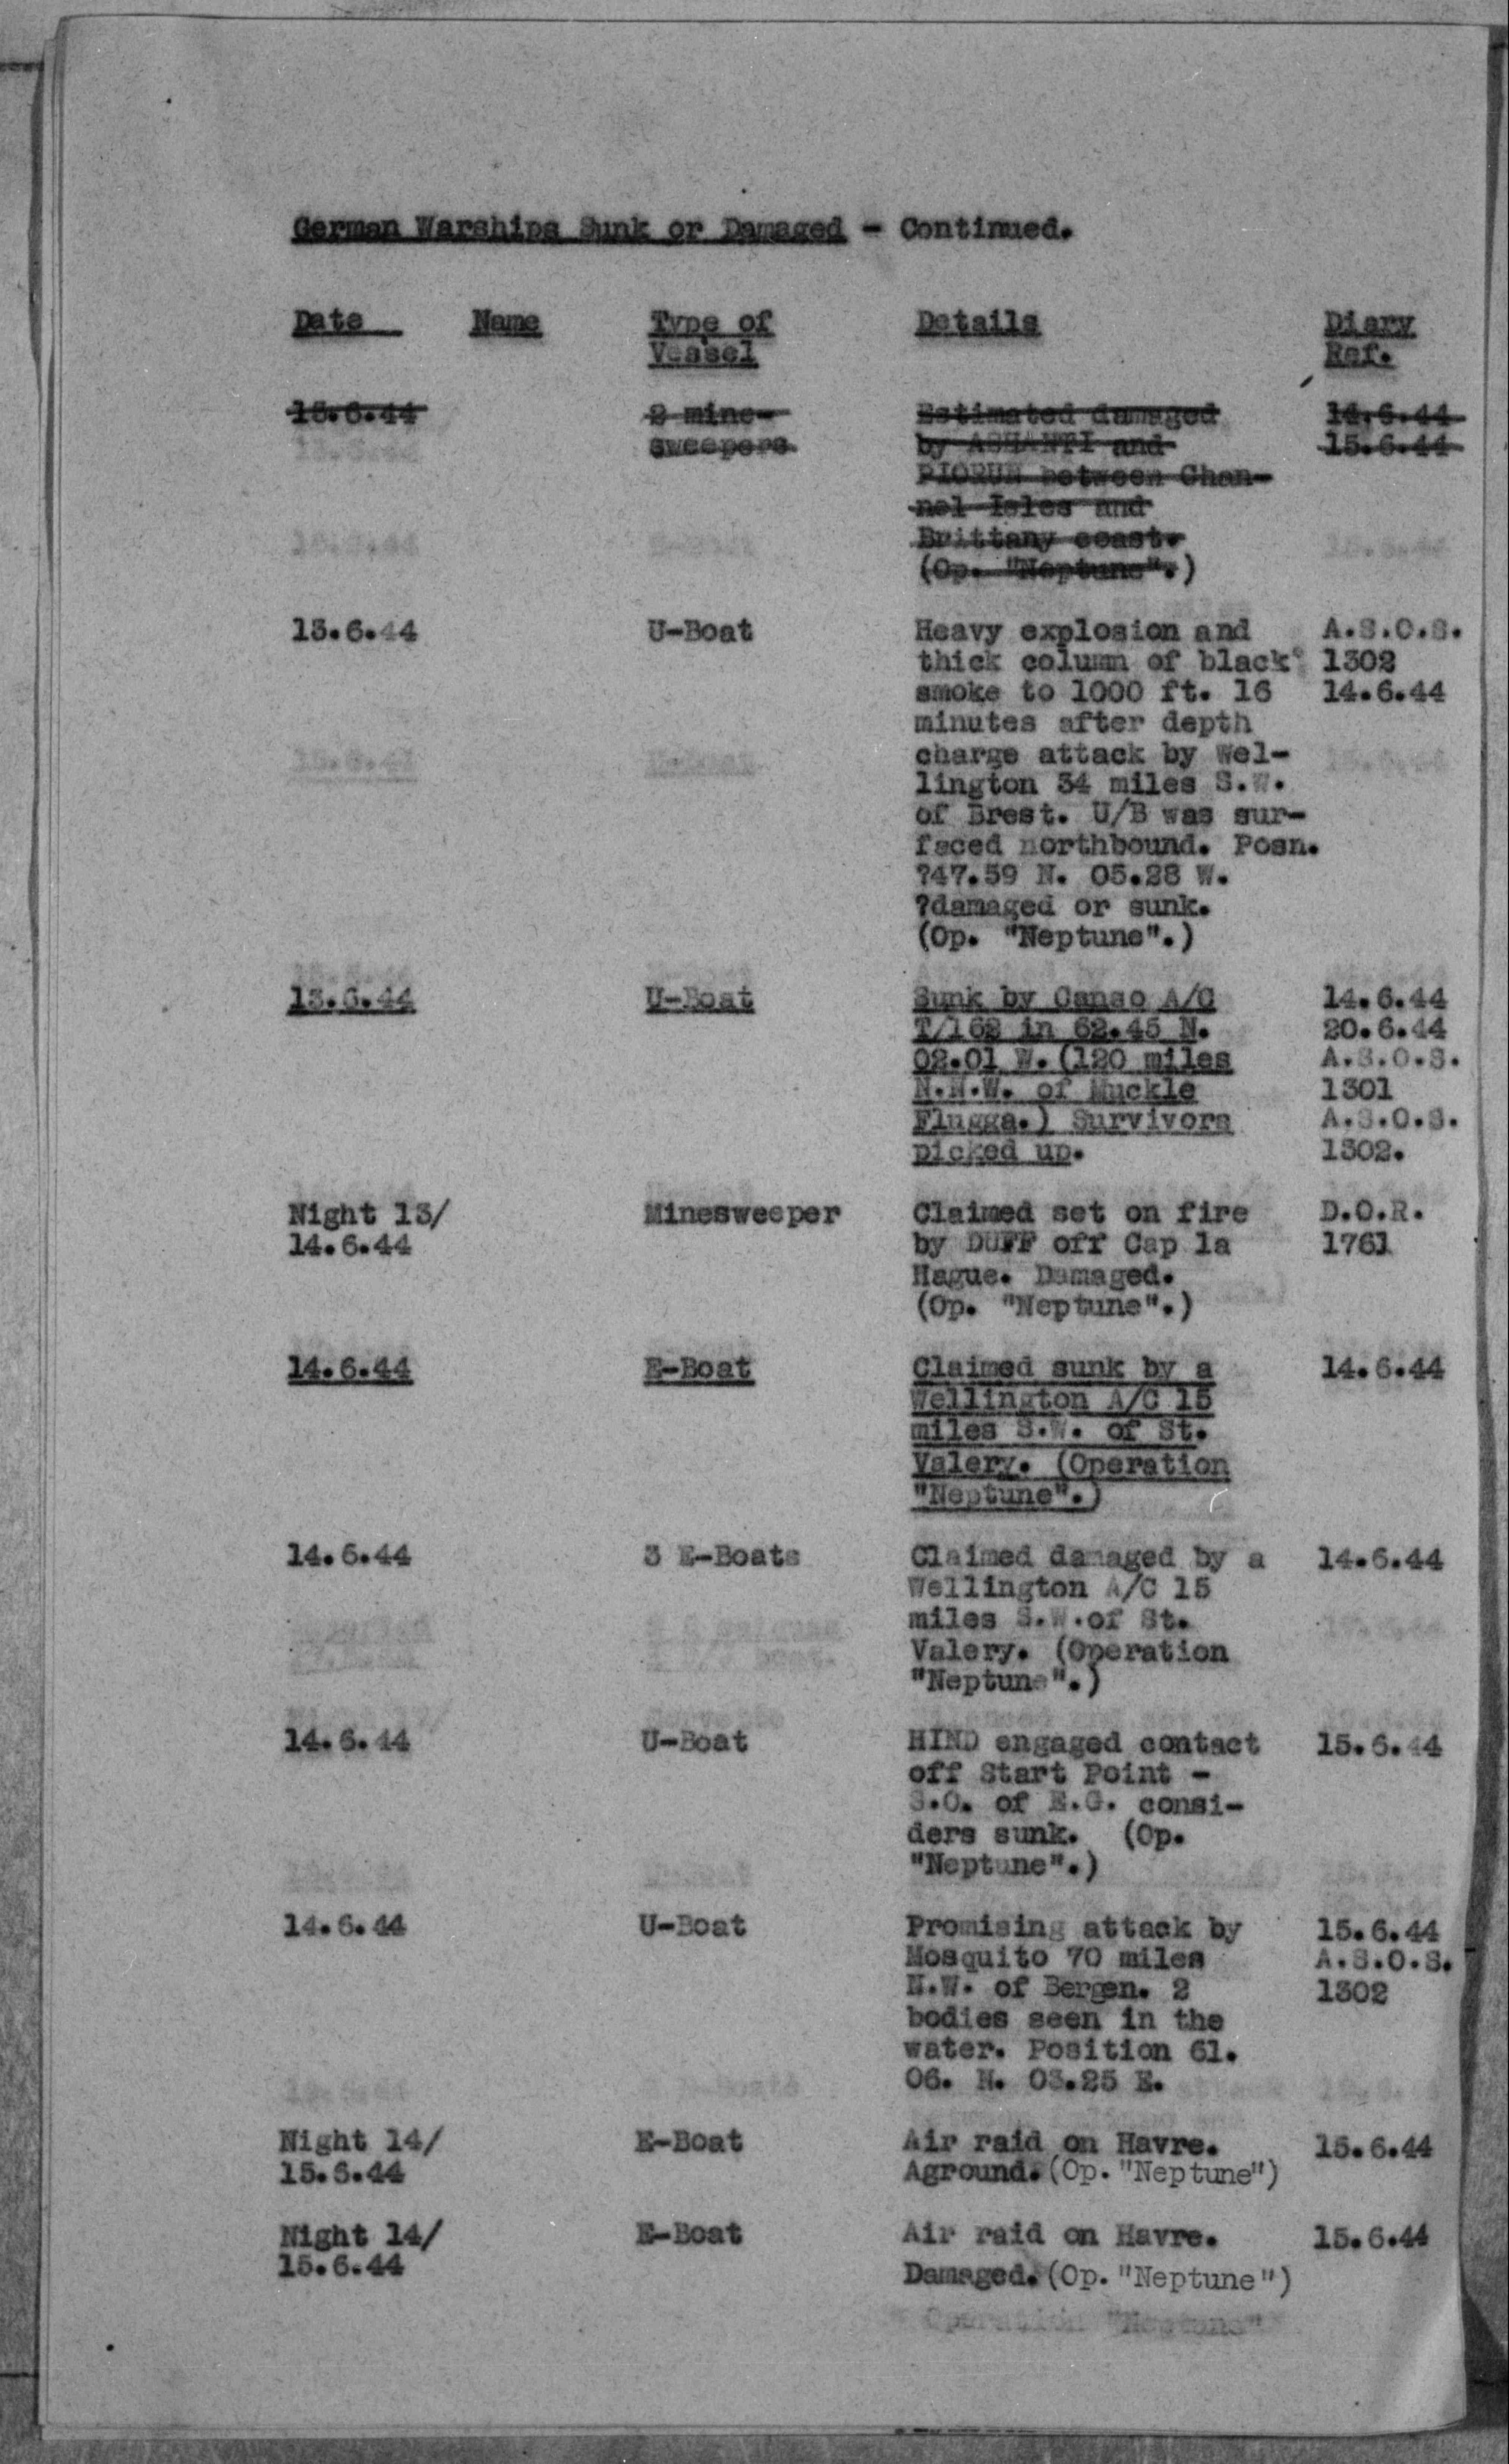 German Warships Sunk or Damaged - Continued.
Date Name Type of Details Diary
Vessel Ref.
13.6.44 2 mine- Estimated damaged 14.6.44
sweepers by ASHANTI and 15.6.44
PIORUN between Chan-
nel Isles and
Brittany coast.
(Op. "Neptune".)
13.6.44 U-Boat Heavy explosion and A.S.O.S.
thick column of black 1302
smoke to 1000 ft. 16 14.6.44
minutes after depth
charge attack by Wel-
lington 34 miles S.W.
of Brest. U/B was sur-
faced northbound. Posn.
?47.59 N. 05.28 W.
?damaged or sunk.
(Op. "Neptune".)
13.6.44 U-Boat Sunk by Canso A/C 14.6.44
T/162 in 62.45 N. 20.6.44
02.01 W. (120 miles A.S.O.S.
N.N.W. of Muckle 1301
Flugga.) Survivors A.S.O.S.
picked up. 1302.
Night 13/ Minesweeper Claimed set on fire D.O.R.
14.6.44 by DUFF off Cap la 1761
Hague. Damaged.
(Op. "Neptune".)
14.6.44 E-Boat Claimed sunk by a 14.6.44
Wellington A/C 15
miles S.W. of St.
Valery. (Operation
"Neptune".)
14.6.44 3 E-Boats Claimed damaged by a 14.6.44
Wellington A/C 15
miles S.W.of St.
Valery. (Operation
"Neptune".)
14.6.44 U-Boat HIND engaged contact 15.6.44
off Start Point -
S.O. of E.G. consi-
ders sunk. (Op.
"Neptune".)
14.6.44 U-Boat Promising attack by 15.6.44
Mosquito 70 miles A.S.O.S.
N.W. of Bergen. 2 1302
bodies seen in the
water. Position 61.
06. N. 03.25 E.
Night 14/ E-Boat Air raid on Havre. 15.6.44
15.6.44 Aground.(Op. "Neptune")
Night 14/ E-Boat Air raid on Havre. 15.6.44
15.6.44 Damaged.(Op. "Neptune")